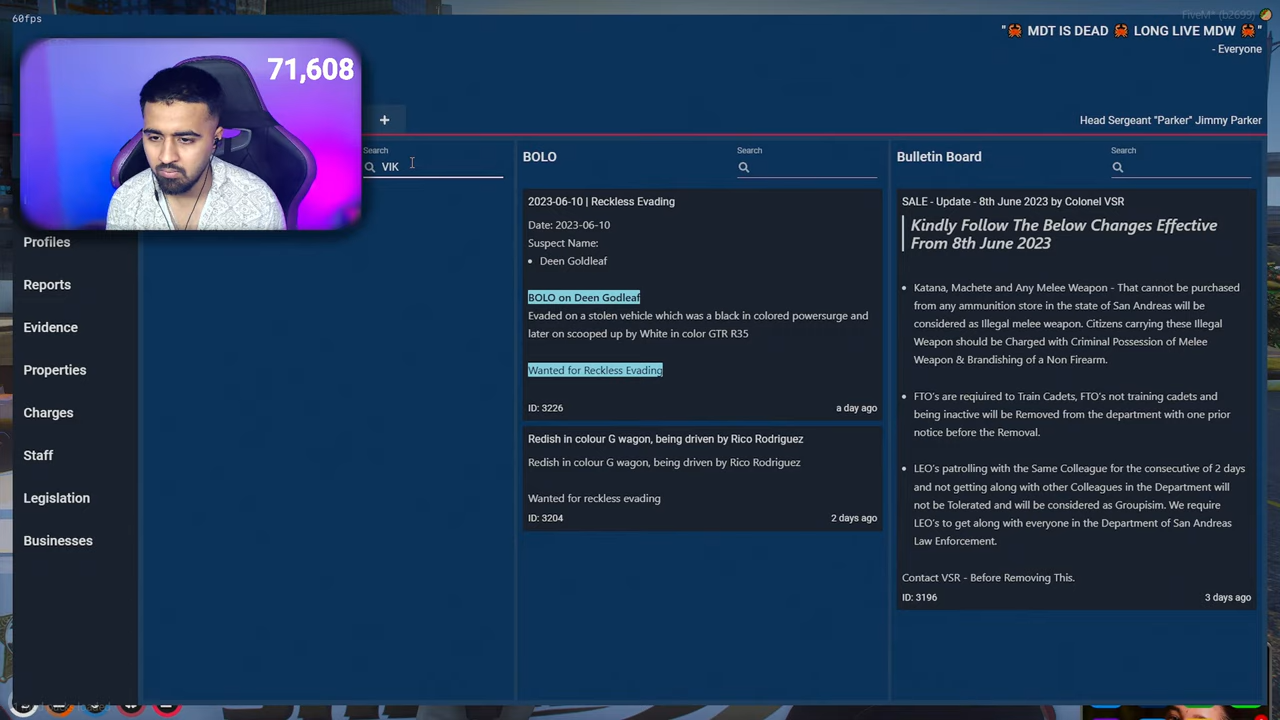 60fps
FiveM* (b2699)
" MDT IS DEAD LONG LIVE MDW "
- Everyone
71,608
+
Head Sergeant "Parker" Jimmy Parker
Search
VIK
Profiles
Reports
Evidence
Properties
Charges
Staff
Legislation
Businesses
BOLO
Search
2023-06-10 | Reckless Evading
Date: 2023-06-10
Suspect Name:
• Deen Goldleaf
BOLO on Deen Godleaf
Evaded on a stolen vehicle which was a black in colored powersurge and
later on scooped up by White in color GTR R35
Wanted for Reckless Evading
ID: 3226
a day ago
Redish in colour G wagon, being driven by Rico Rodriguez
Redish in colour G wagon, being driven by Rico Rodriguez
Wanted for reckless evading
ID: 3204
2 days ago
Bulletin Board
Search
SALE - Update - 8th June 2023 by Colonel VSR
Kindly Follow The Below Changes Effective
From 8th June 2023
• Katana, Machete and Any Melee Weapon - That cannot be purchased
from any ammunition store in the state of San Andreas will be
considered as Illegal melee weapon. Citizens carrying these Illegal
Weapon should be Charged with Criminal Possession of Melee
Weapon & Brandishing of a Non Firearm.
• FTO's are reqiuired to Train Cadets, FTO's not training cadets and
being inactive will be Removed from the department with one prior
notice before the Removal.
• LEO's patrolling with the Same Colleague for the consecutive of 2 days
and not getting along with other Colleagues in the Department will
not be Tolerated and will be considered as Groupisim. We require
LEO's to get along with everyone in the Department of San Andreas
Law Enforcement.
Contact VSR - Before Removing This.
ID: 3196
3 days ago